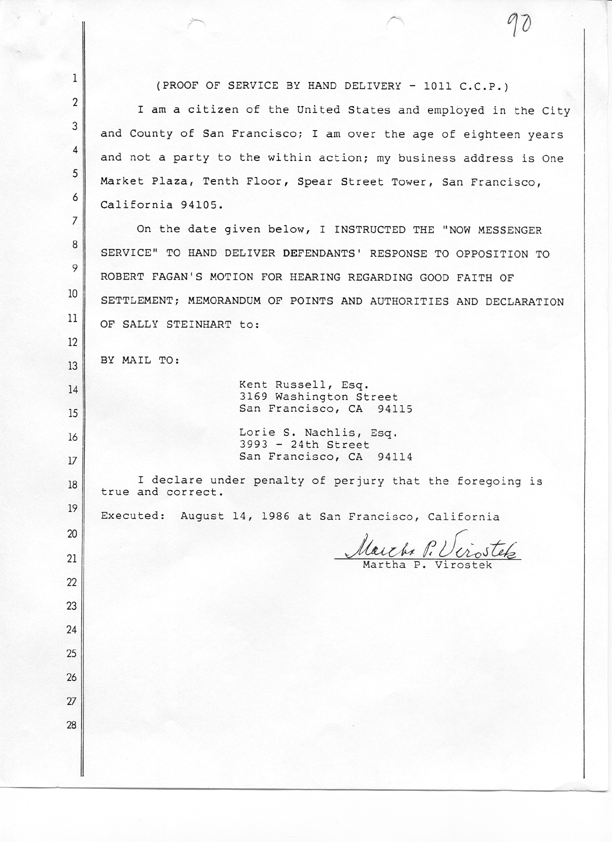 90
1
(PROOF OF SERVICE BY HAND DELIVERY - 1011 C.C.P.)
2
I am a citizen of the United States and employed in the City
3
and County of San Francisco; I am over the age of eighteen years
4
and not a party to the within action; my business address is One
5
Market Plaza, Tenth Floor, Spear Street Tower, San Francisco,
6
California 94105.
7
On the date given below, I INSTRUCTED THE "NOW MESSENGER
8
SERVICE" TO HAND DELIVER DEFENDANTS' RESPONSE TO OPPOSITION TO
9
ROBERT FAGAN'S MOTION FOR HEARING REGARDING GOOD FAITH OF
10
SETTLEMENT; MEMORANDUM OF POINTS AND AUTHORITIES AND DECLARATION
11
OF SALLY STEINHART to:
12
BY MAIL TO:
13
Kent Russell, Esq.
14
3169 Washington Street
San Francisco, CA 94115
15
Lorie S. Nachlis, Esq.
16
3993 - 24th Street
San Francisco, CA 94114
17
I declare under penalty of perjury that the foregoing is
18
true and correct.
19
Executed: August 14, 1986 at San Francisco, California
20
Martha P. Virostek
21
Martha P. Virostek
22
23
24
25
26
27
28